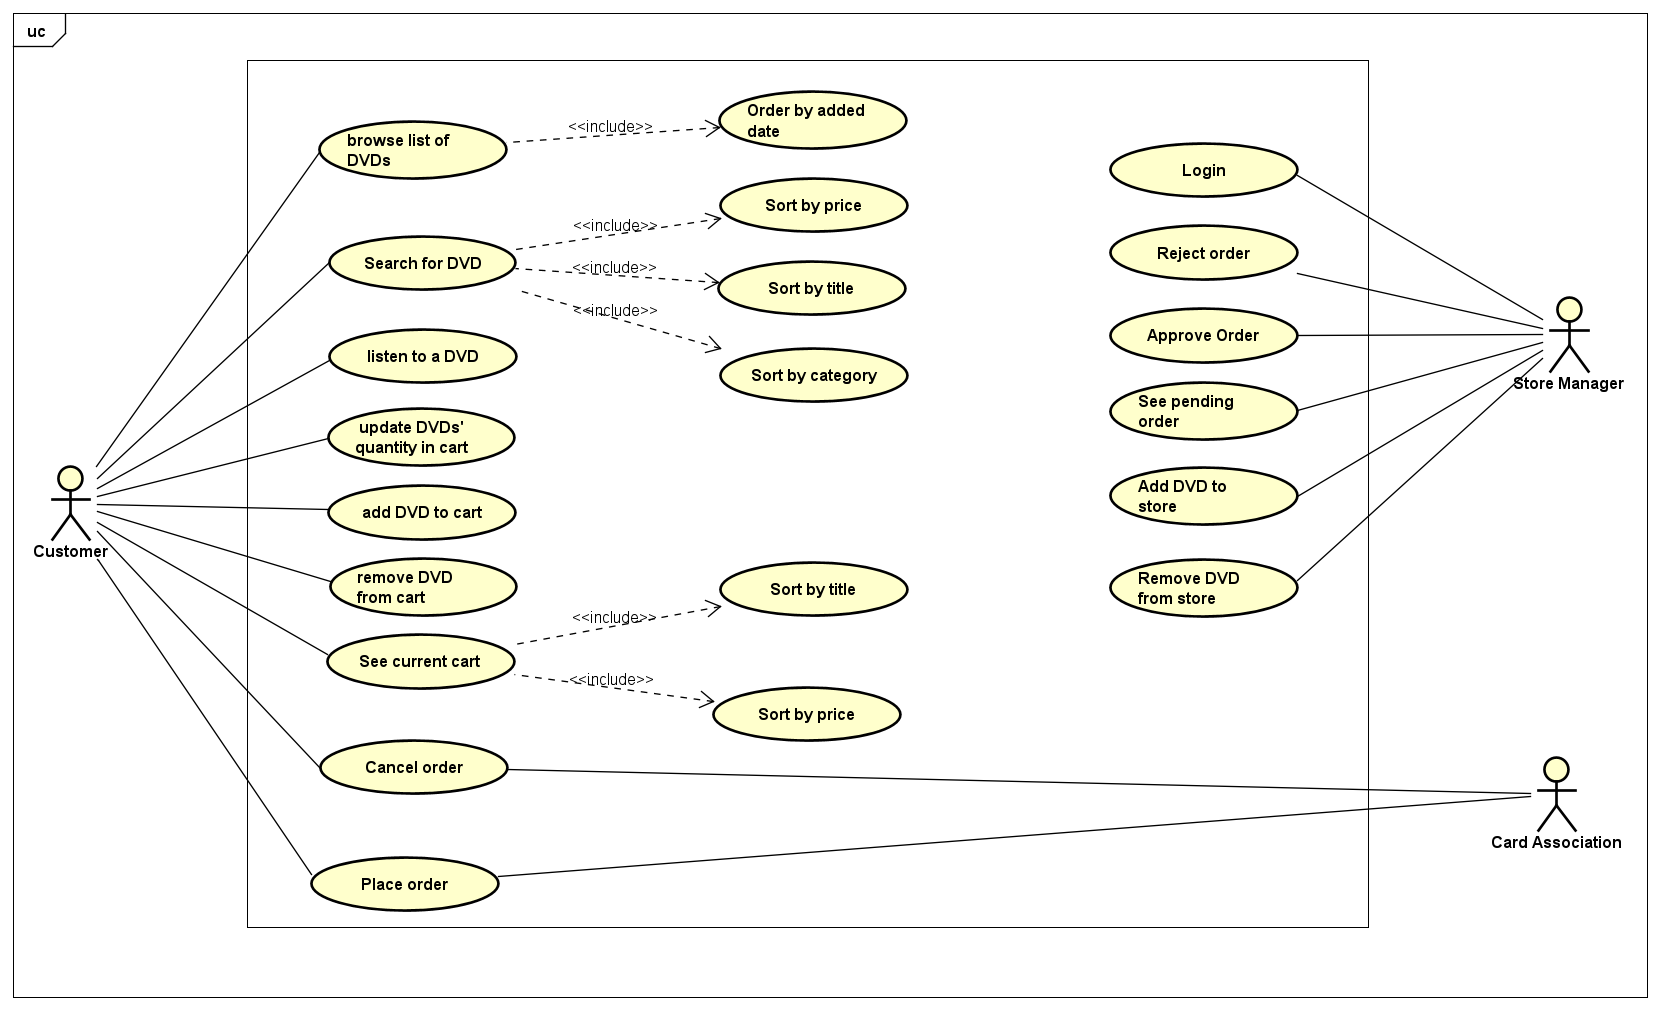 uc
browse list of
DVDs
<<include>>
Order by added
date
Search for DVD
<<include>>
Sort by price
<<include>>
Sort by title
<<include>>
Sort by category
listen to a DVD
update DVDs'
quantity in cart
add DVD to cart
remove DVD
from cart
See current cart
<<include>>
Sort by title
<<include>>
Sort by price
Cancel order
Place order
Customer
Login
Reject order
Approve Order
See pending
order
Add DVD to
store
Remove DVD
from store
Store Manager
Card Association